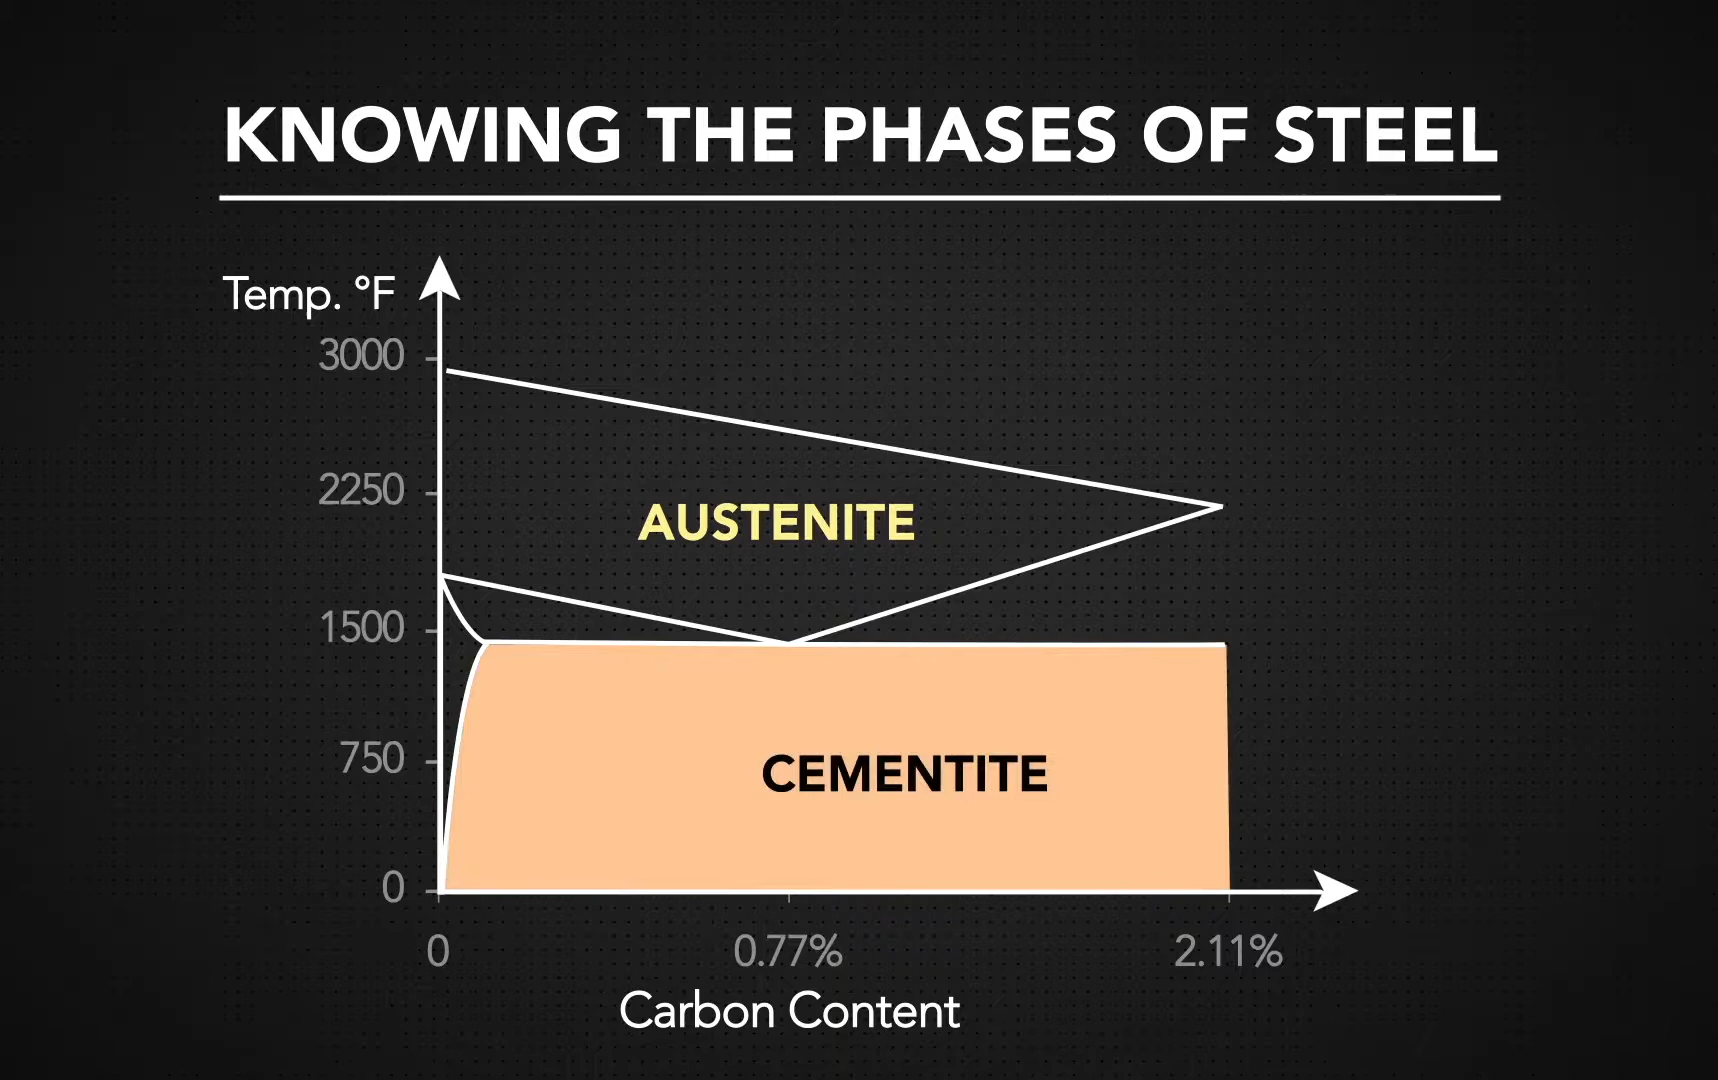 KNOWING THE PHASES OF STEEL
Temp. °F
3000
2250
AUSTENITE
1500
750
CEMENTITE
0
0 0.77% 2.11%
Carbon Content